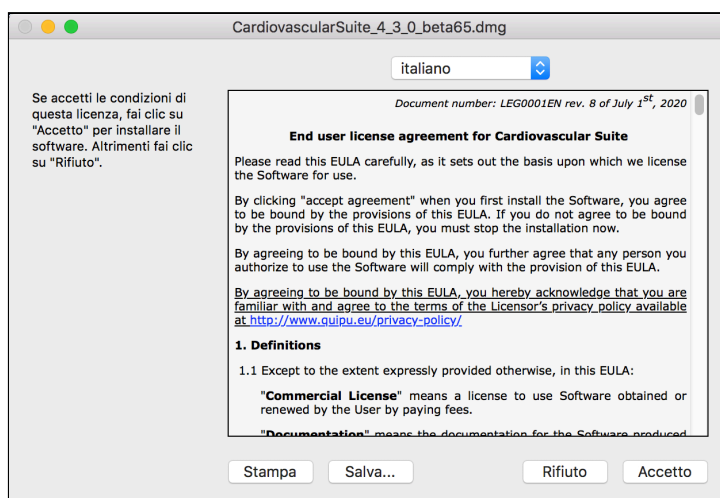 CardiovascularSuite_4_3_0_beta65.dmg
italiano
Se accetti le condizioni di
questa licenza, fai clic su
"Accetto" per installare il
software. Altrimenti fai clic
su "Rifiuto".
Document number: LEG0001EN rev. 8 of July 1st, 2020
End user license agreement for Cardiovascular Suite
Please read this EULA carefully, as it sets out the basis upon which we license
the Software for use.
By clicking "accept agreement" when you first install the Software, you agree
to be bound by the provisions of this EULA. If you do not agree to be bound
by the provisions of this EULA, you must stop the installation now.
By agreeing to be bound by this EULA, you further agree that any person you
authorize to use the Software will comply with the provision of this EULA.
By agreeing to be bound by this EULA, you hereby acknowledge that you are
familiar with and agree to the terms of the Licensor's privacy policy available
at http://www.quipu.eu/privacy-policy/
1. Definitions
1.1 Except to the extent expressly provided otherwise, in this EULA:
"Commercial License" means a license to use Software obtained or
renewed by the User by paying fees.
"Documentation" means the documentation for the Software produced
Stampa
Salva...
Rifiuto
Accetto